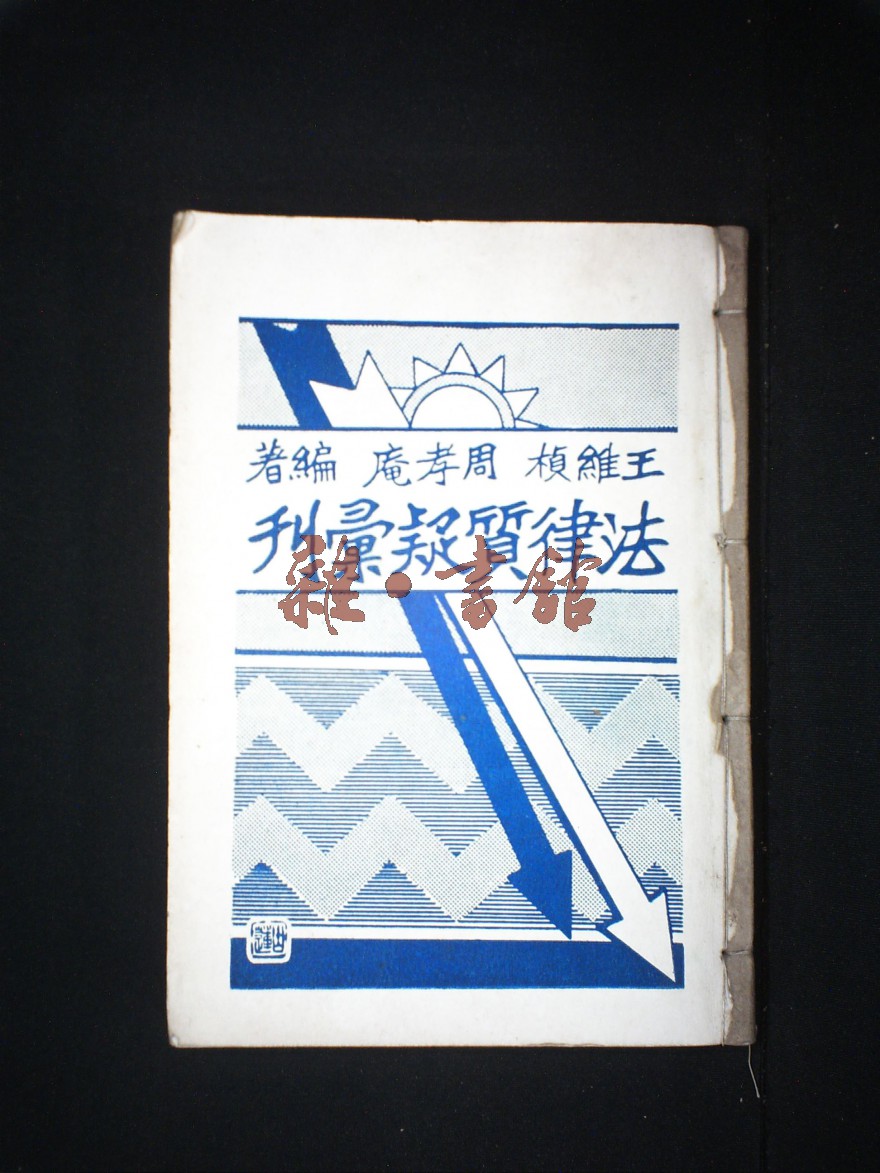 王維楨 周孝庵 編著
法律質疑彙刊
雜·書館